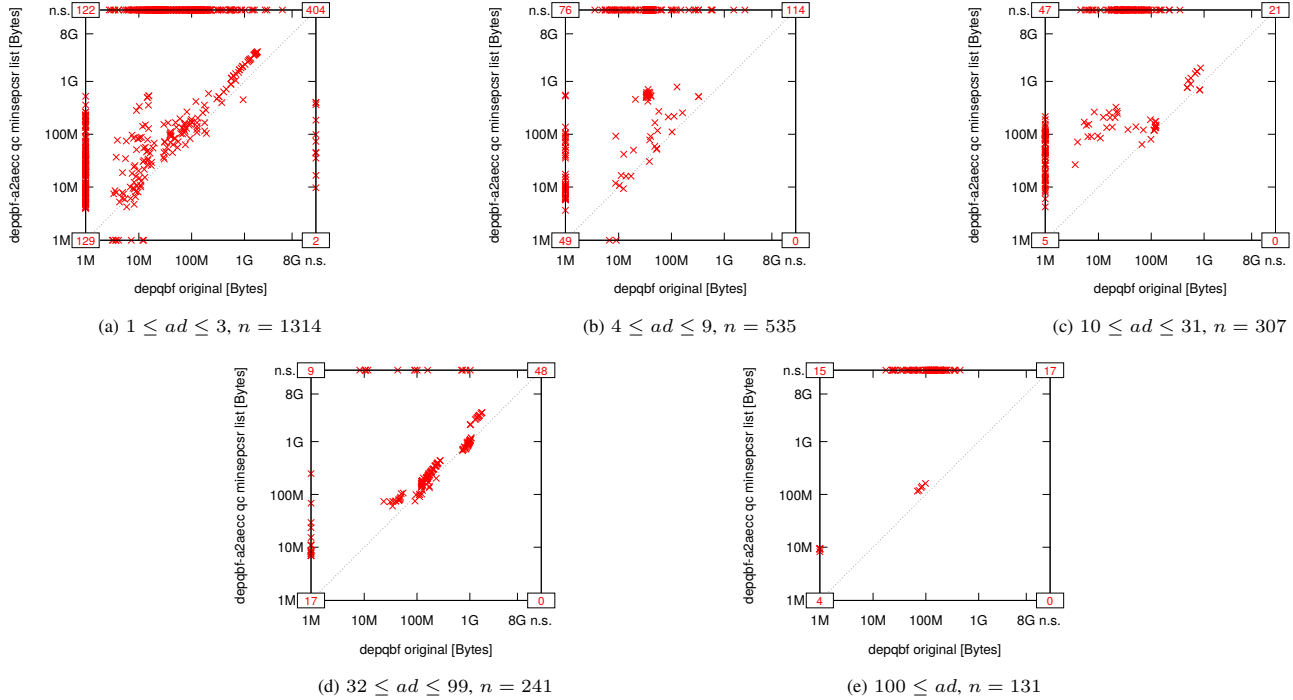 depqbf-a2aecc qc minsepcsr list [Bytes]
n.s.
8G
1G
100M
10M
1M
122
404
129
2
1M 10M 100M 1G 8G n.s.
depqbf original [Bytes]
(a) 1 ≤ ad ≤ 3, n = 1314
depqbf-a2aecc qc minsepcsr list [Bytes]
n.s.
8G
1G
100M
10M
1M
76
114
49
0
1M 10M 100M 1G 8G n.s.
depqbf original [Bytes]
(b) 4 ≤ ad ≤ 9, n = 535
depqbf-a2aecc qc minsepcsr list [Bytes]
n.s.
8G
1G
100M
10M
1M
47
21
5
0
1M 10M 100M 1G 8G n.s.
depqbf original [Bytes]
(c) 10 ≤ ad ≤ 31, n = 307
depqbf-a2aecc qc minsepcsr list [Bytes]
n.s.
8G
1G
100M
10M
1M
9
48
17
0
1M 10M 100M 1G 8G n.s.
depqbf original [Bytes]
(d) 32 ≤ ad ≤ 99, n = 241
depqbf-a2aecc qc minsepcsr list [Bytes]
n.s.
8G
1G
100M
10M
1M
15
17
4
0
1M 10M 100M 1G 8G n.s.
depqbf original [Bytes]
(e) 100 ≤ ad, n = 131